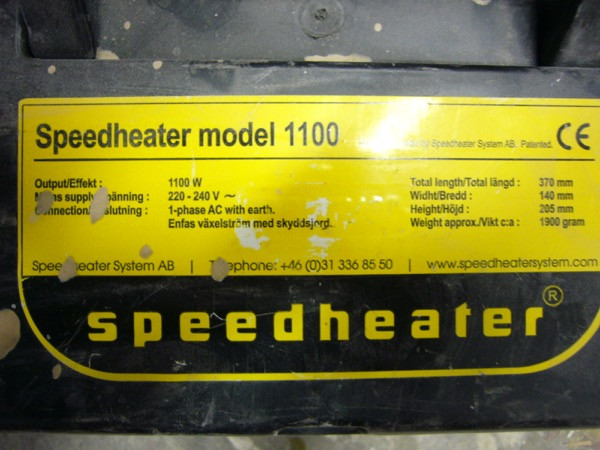 Speedheater model 1100
Speedheater System AB. Patented. CE
Output/Effekt : 1100 W
Mains supply/ : 220 - 240 V ~
Connection/ : 1-phase AC with earth.
Enfas växelström med skyddsjord.
Total length/Total längd : 370 mm
Widht/Bredd : 140 mm
Height/Höjd : 205 mm
Weight approx./Vikt c:a : 1900 gram
Speedheater System AB | Telephone: +46 (0)31 336 85 50 | www.speedheatersystem.com
speedheater®